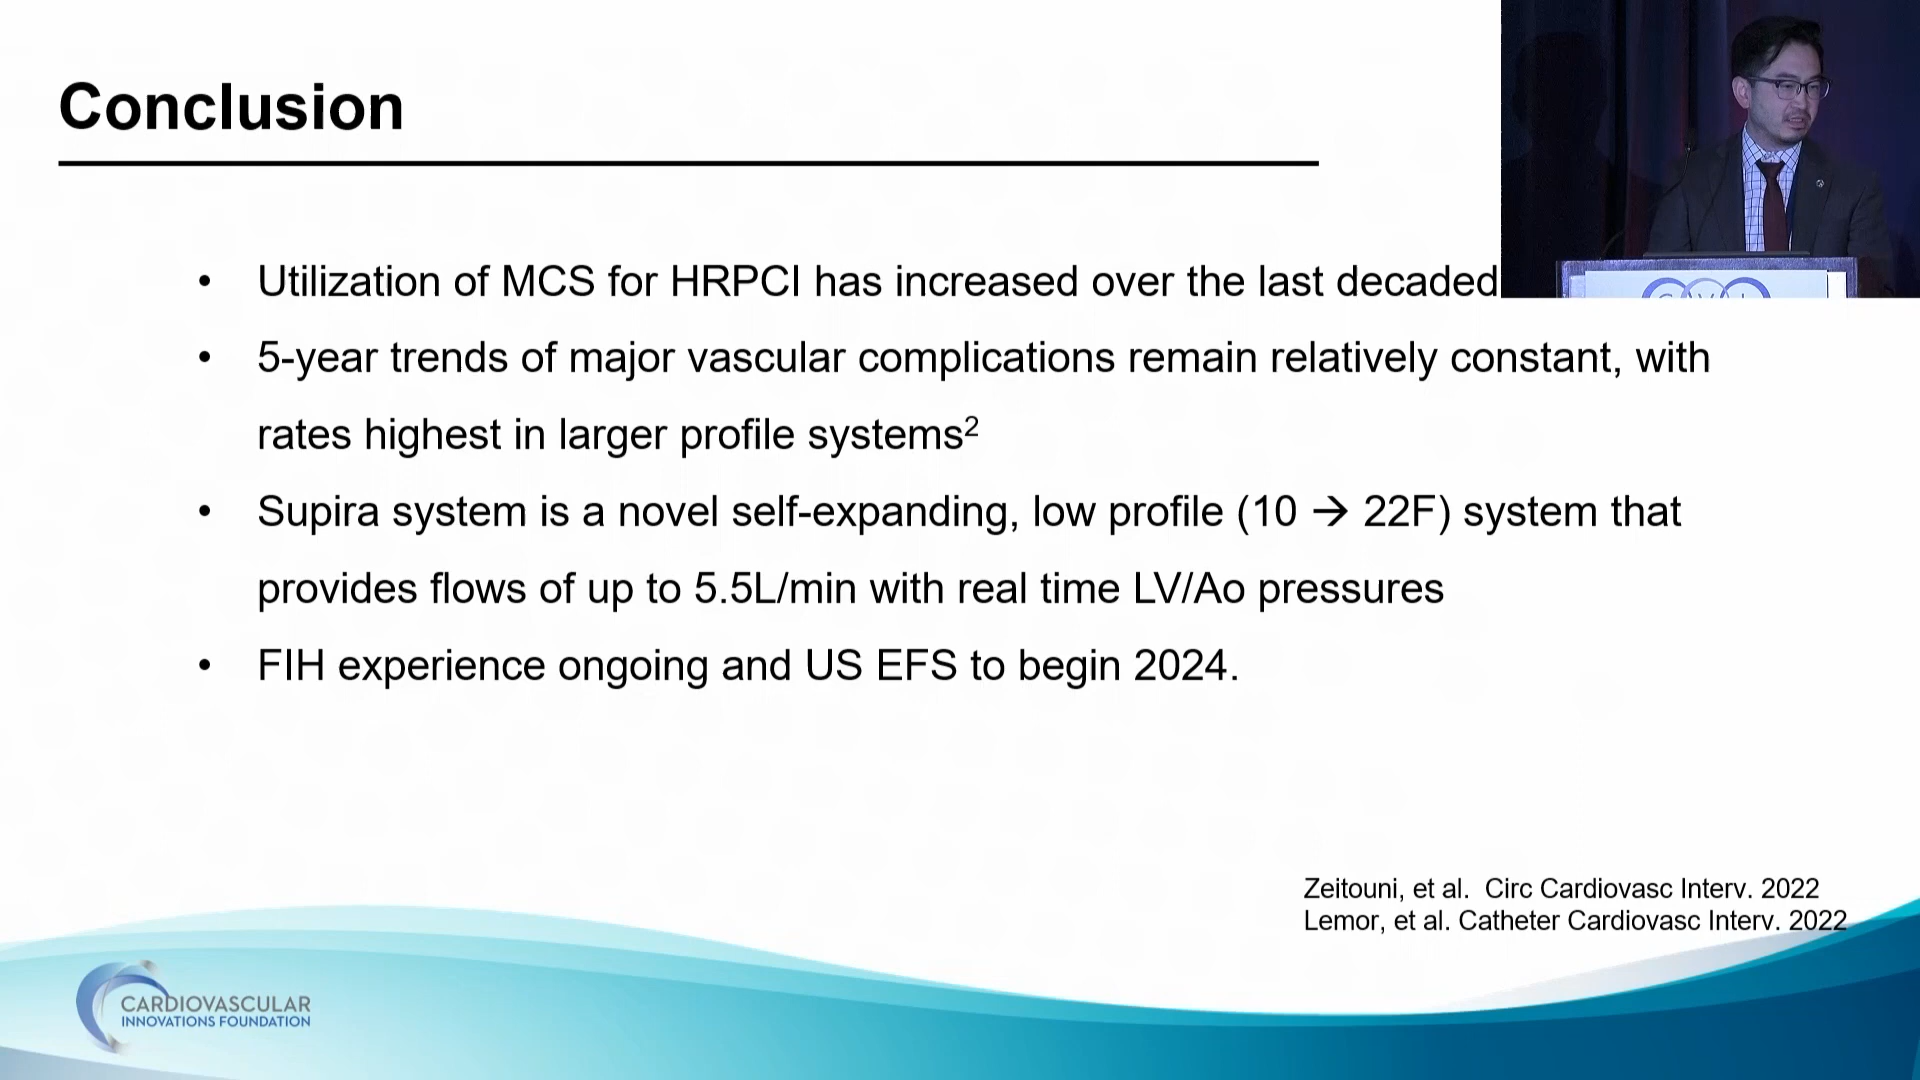 Conclusion
• Utilization of MCS for HRPCI has increased over the last decaded
• 5-year trends of major vascular complications remain relatively constant, with
rates highest in larger profile systems²
• Supira system is a novel self-expanding, low profile (10 → 22F) system that
provides flows of up to 5.5L/min with real time LV/Ao pressures
• FIH experience ongoing and US EFS to begin 2024.
Zeitouni, et al. Circ Cardiovasc Interv. 2022
Lemor, et al. Catheter Cardiovasc Interv. 2022
CARDIOVASCULAR
INNOVATIONS FOUNDATION